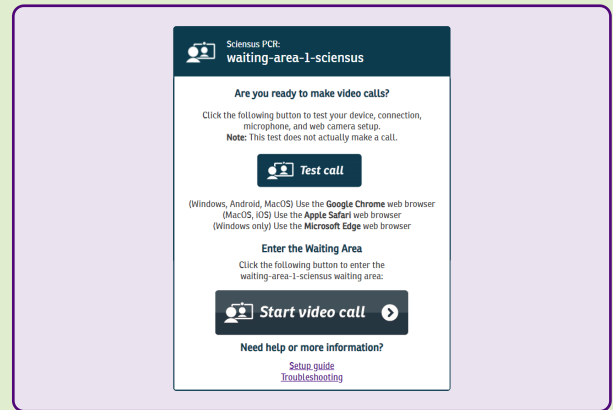 Sciensus PCR:
waiting-area-1-sciensus
Are you ready to make video calls?
Click the following button to test your device, connection,
microphone, and web camera setup.
Note: This test does not actually make a call.
Test call
(Windows, Android, MacOS) Use the Google Chrome web browser
(MacOS, iOS) Use the Apple Safari web browser
(Windows only) Use the Microsoft Edge web browser
Enter the Waiting Area
Click the following button to enter the
waiting-area-1-sciensus waiting area:
Start video call
Need help or more information?
Setup guide
Troubleshooting